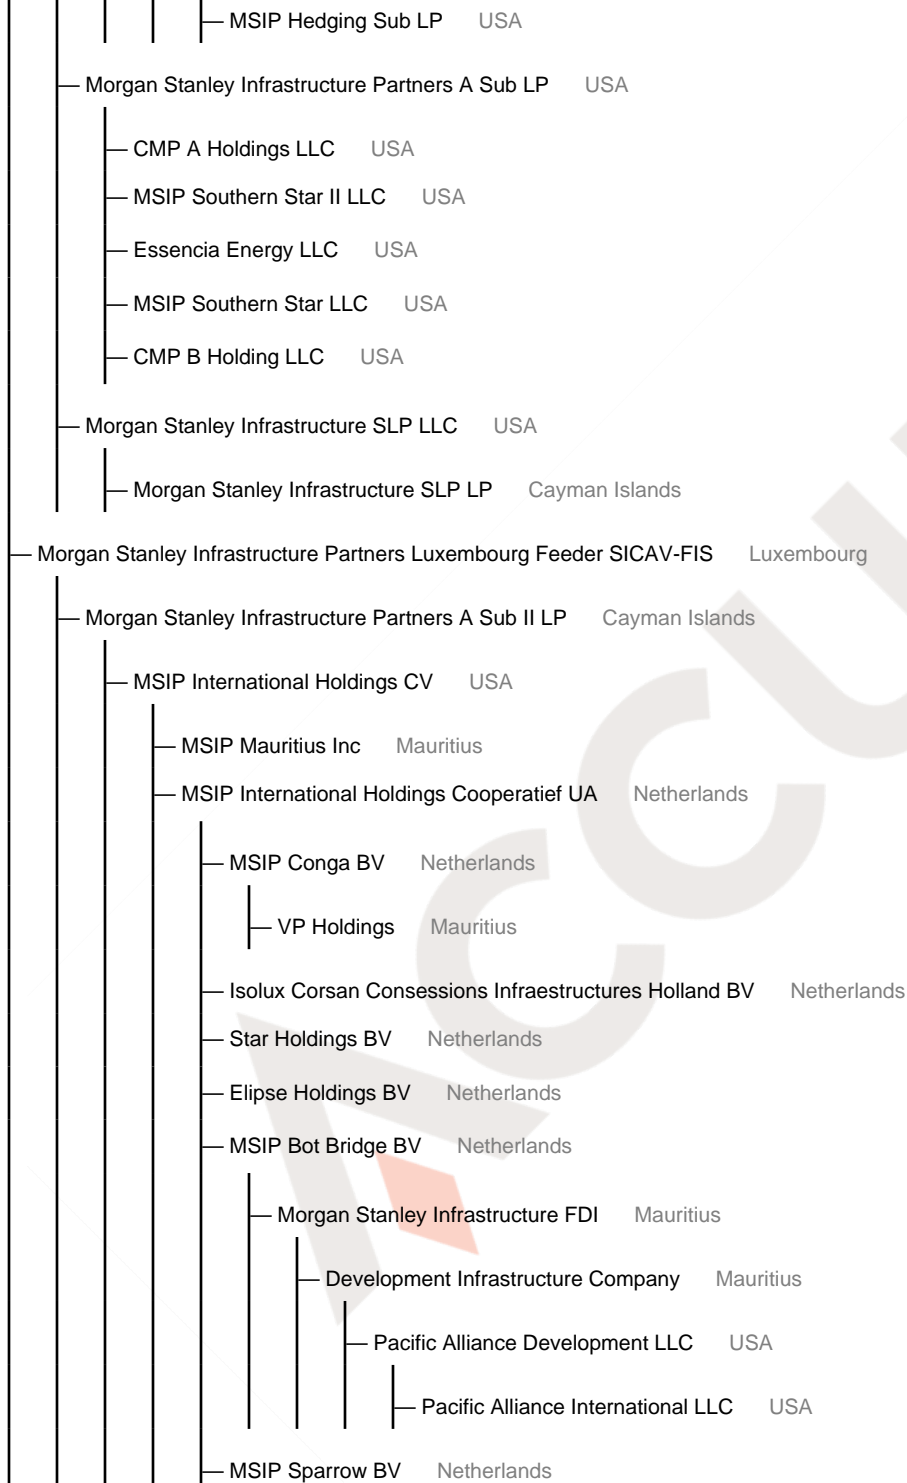 MSIP Hedging Sub LP USA
Morgan Stanley Infrastructure Partners A Sub LP USA
CMP A Holdings LLC USA
MSIP Southern Star II LLC USA
Essencia Energy LLC USA
MSIP Southern Star LLC USA
CMP B Holding LLC USA
Morgan Stanley Infrastructure SLP LLC USA
Morgan Stanley Infrastructure SLP LP Cayman Islands
Morgan Stanley Infrastructure Partners Luxembourg Feeder SICAV-FIS Luxembourg
Morgan Stanley Infrastructure Partners A Sub II LP Cayman Islands
MSIP International Holdings CV USA
MSIP Mauritius Inc Mauritius
MSIP International Holdings Cooperatief UA Netherlands
MSIP Conga BV Netherlands
VP Holdings Mauritius
Isolux Corsan Consessions Infraestructures Holland BV Netherlands
Star Holdings BV Netherlands
Elipse Holdings BV Netherlands
MSIP Bot Bridge BV Netherlands
Morgan Stanley Infrastructure FDI Mauritius
Development Infrastructure Company Mauritius
Pacific Alliance Development LLC USA
Pacific Alliance International LLC USA
MSIP Sparrow BV Netherlands
ACCU